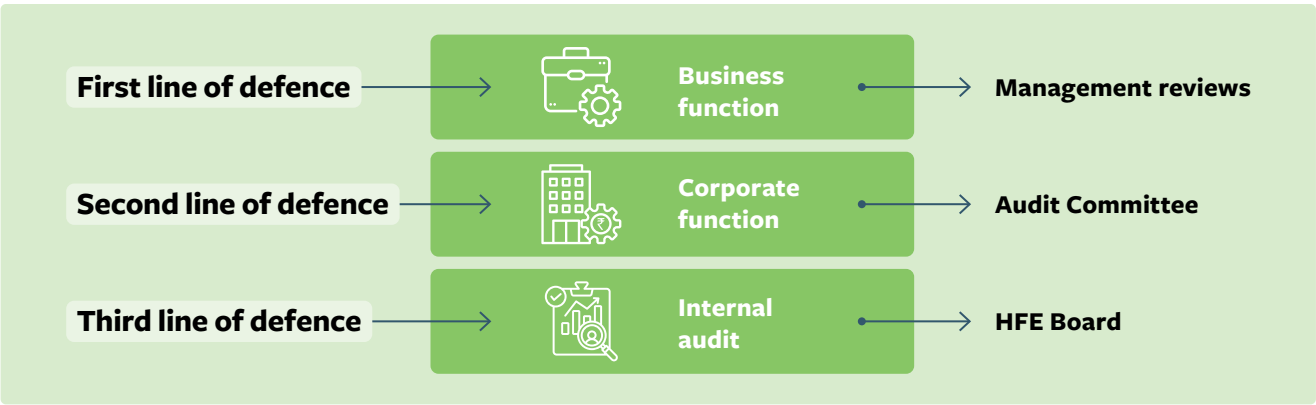 First line of defence
Business
function
Management reviews
Second line of defence
Corporate
function
₹
Audit Committee
Third line of defence
Internal
audit
HFE Board